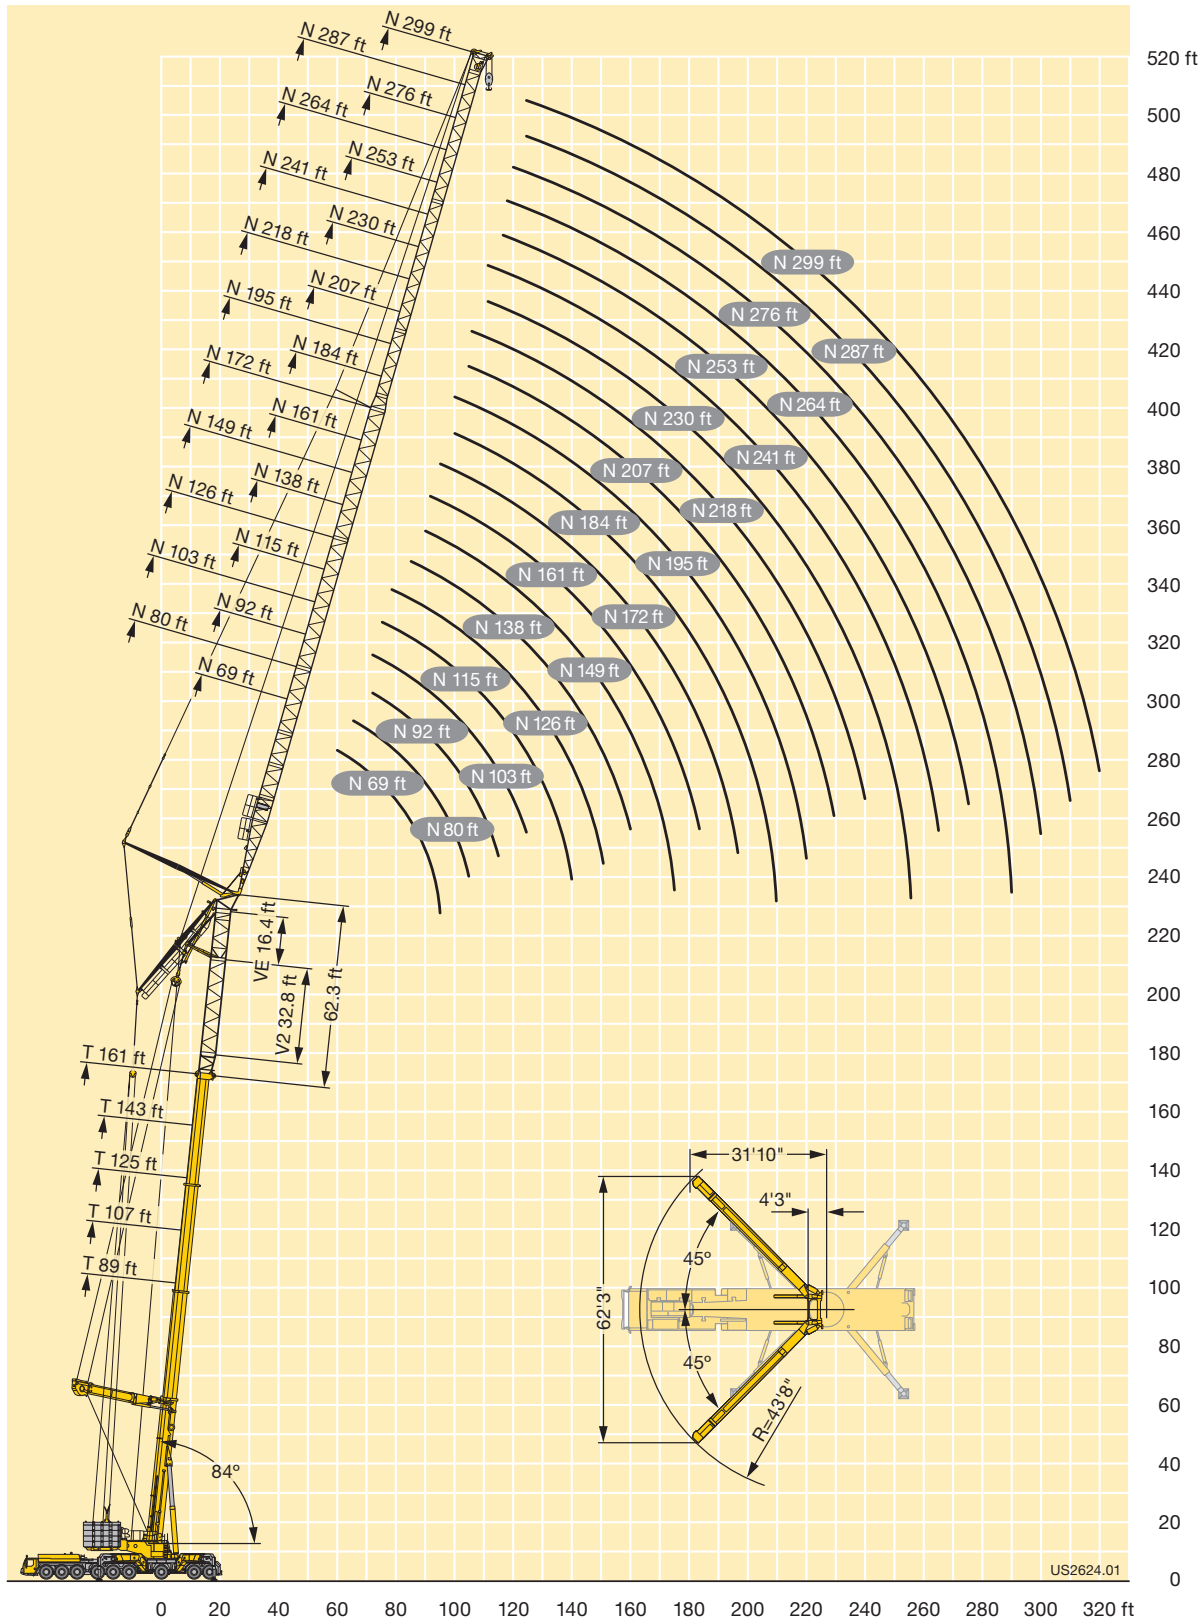 N 299 ft
N 287 ft
N 276 ft
N 264 ft
N 253 ft
N 241 ft
N 230 ft
N 218 ft
N 207 ft
N 195 ft
N 184 ft
N 172 ft
N 161 ft
N 149 ft
N 138 ft
N 126 ft
N 115 ft
N 103 ft
N 92 ft
N 80 ft
N 69 ft
N 299 ft
N 276 ft
N 287 ft
N 253 ft
N 264 ft
N 230 ft
N 241 ft
N 207 ft
N 218 ft
N 184 ft
N 195 ft
N 161 ft
N 172 ft
N 138 ft
N 149 ft
N 115 ft
N 126 ft
N 92 ft
N 103 ft
N 69 ft
N 80 ft
VE 16.4 ft
V2 32.8 ft
62.3 ft
T 161 ft
T 143 ft
T 125 ft
T 107 ft
T 89 ft
84°
31'10"
4'3"
45°
62'3"
45°
R=43'8"
520 ft
500
480
460
440
420
400
380
360
340
320
300
280
260
240
220
200
180
160
140
120
100
80
60
40
20
0
US2624.01
0 20 40 60 80 100 120 140 160 180 200 220 240 260 280 300 320 ft